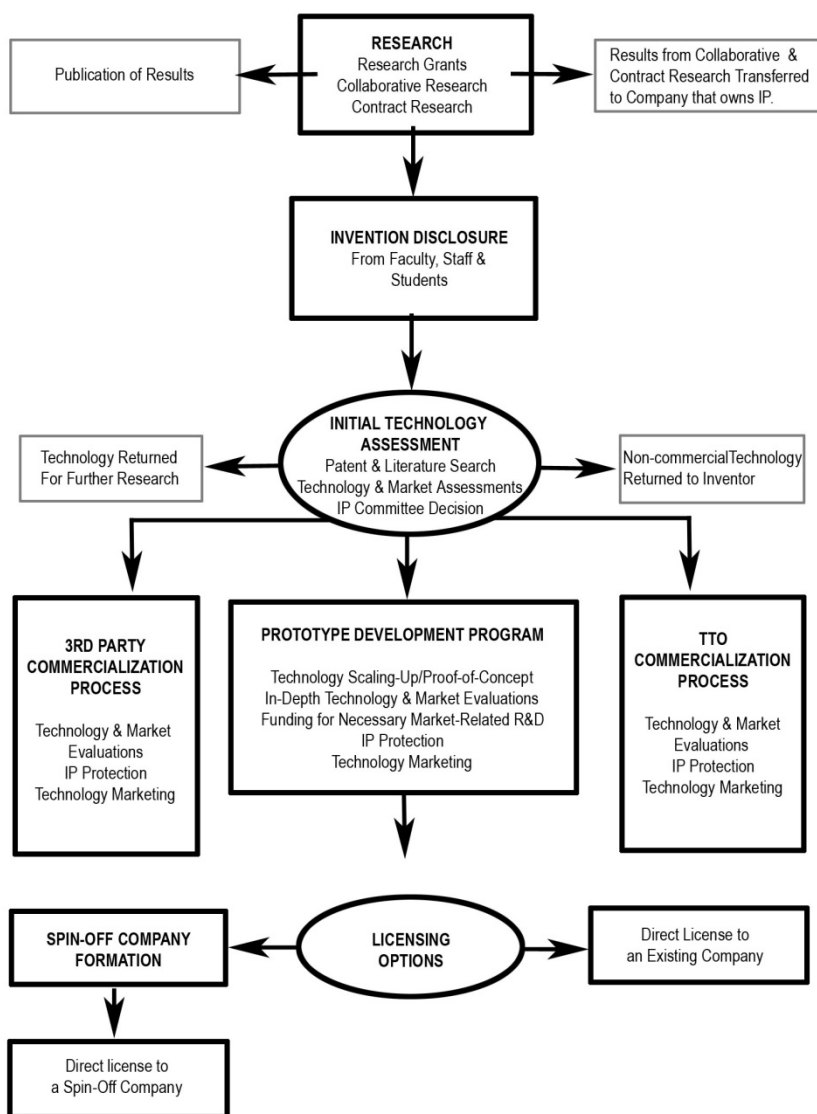 RESEARCH
Research Grants
Collaborative Research
Contract Research
Publication of Results
Results from Collaborative &
Contract Research Transferred
to Company that owns IP.
INVENTION DISCLOSURE
From Faculty, Staff &
Students
INITIAL TECHNOLOGY
ASSESSMENT
Patent & Literature Search
Technology & Market Assessments
IP Committee Decision
Technology Returned
For Further Research
Non-commercialTechnology
Returned to Inventor
3RD PARTY
COMMERCIALIZATION
PROCESS
Technology & Market
Evaluations
IP Protection
Technology Marketing
PROTOTYPE DEVELOPMENT PROGRAM
Technology Scaling-Up/Proof-of-Concept
In-Depth Technology & Market Evaluations
Funding for Necessary Market-Related R&D
IP Protection
Technology Marketing
TTO
COMMERCIALIZATION
PROCESS
Technology & Market
Evaluations
IP Protection
Technology Marketing
SPIN-OFF COMPANY
FORMATION
LICENSING
OPTIONS
Direct License to
an Existing Company
Direct license to
a Spin-Off Company